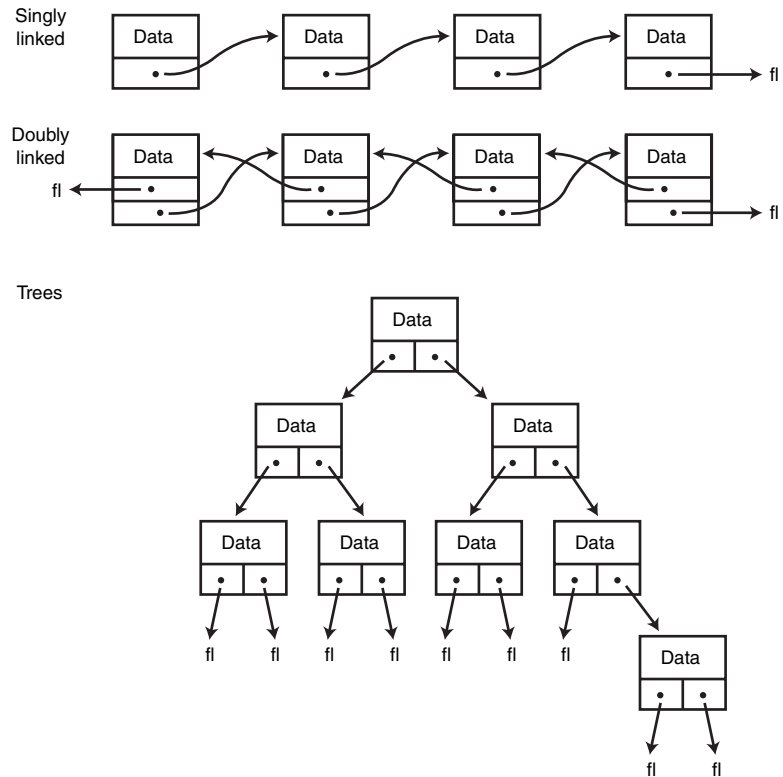 Singly
linked
Data Data Data Data
fl
Doubly
linked
Data Data Data Data
fl
fl
Trees
Data
Data Data
Data Data Data Data
fl fl fl fl fl fl fl
Data
fl fl